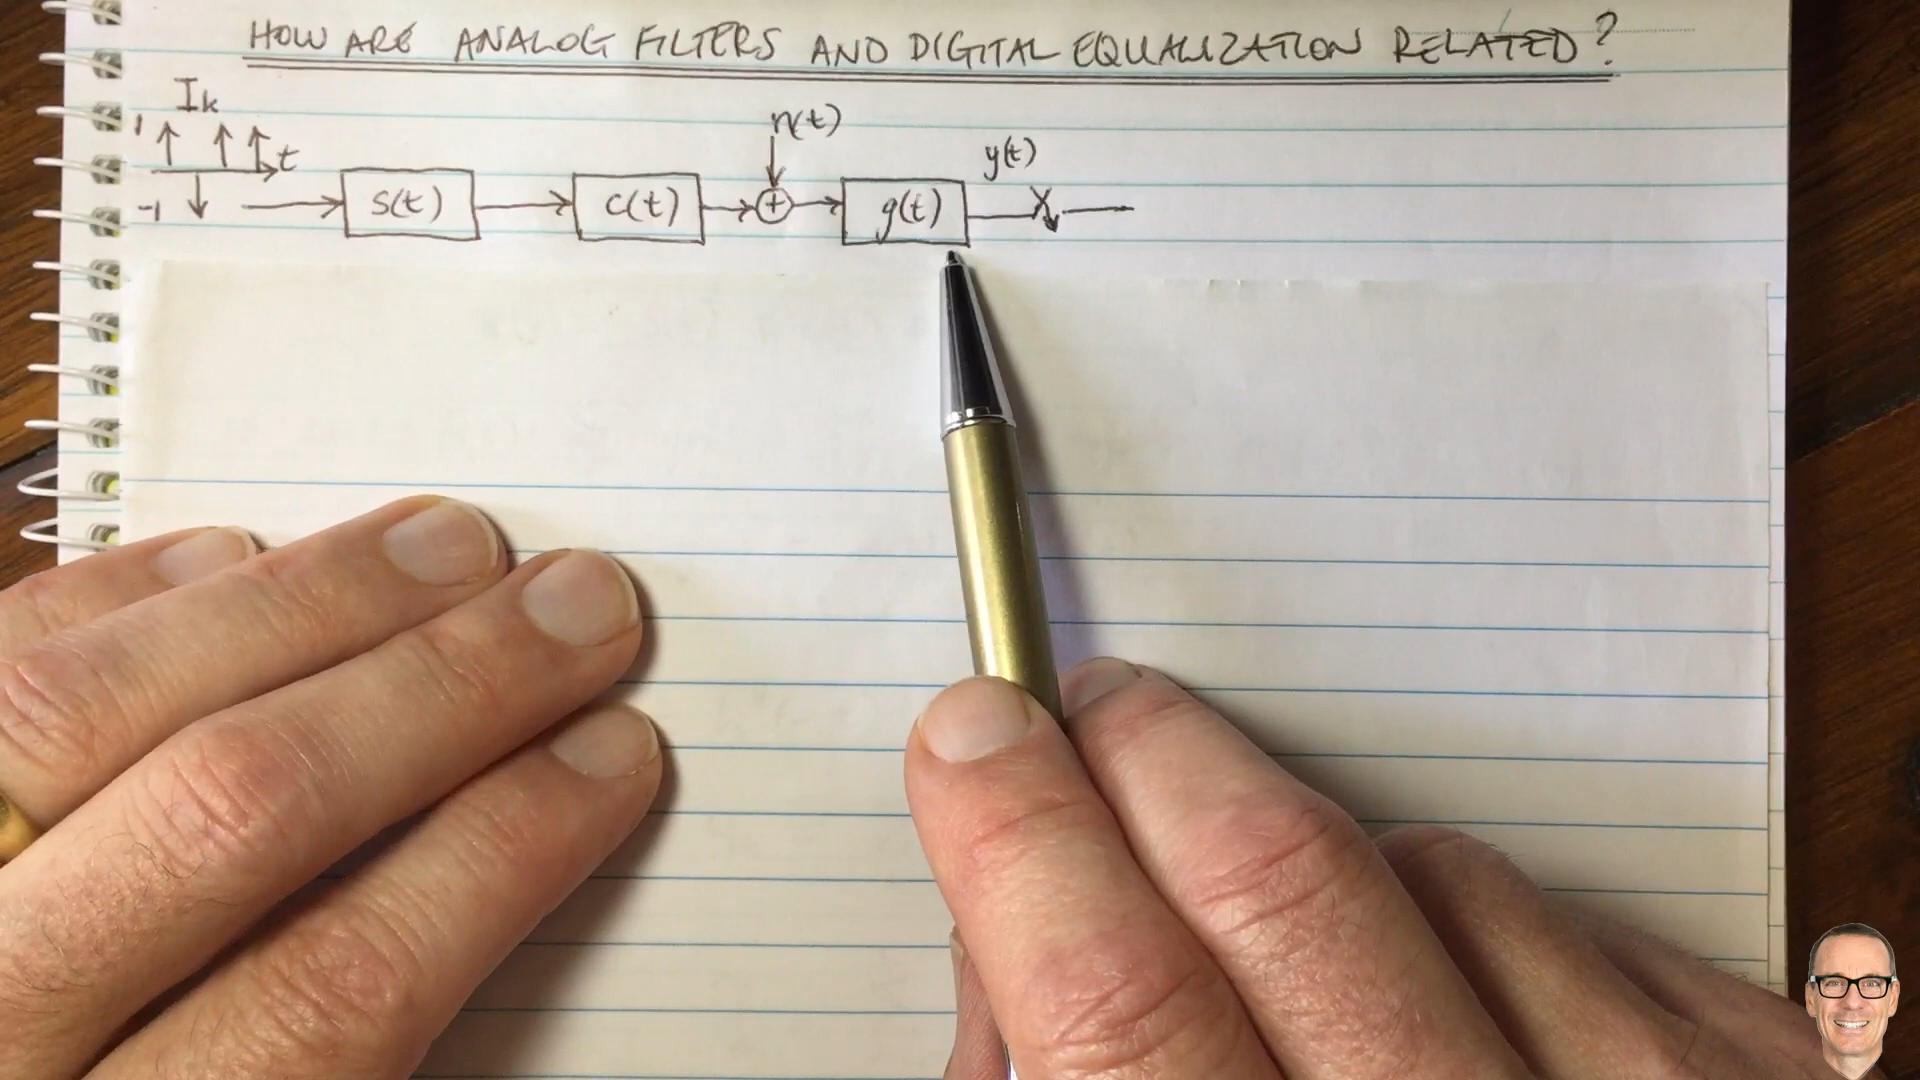 HOW ARE ANALOG FILTERS AND DIGITAL EQUALIZATION RELATED?
Ik
1
t
-1
s(t)
c(t)
n(t)
+
g(t)
y(t)